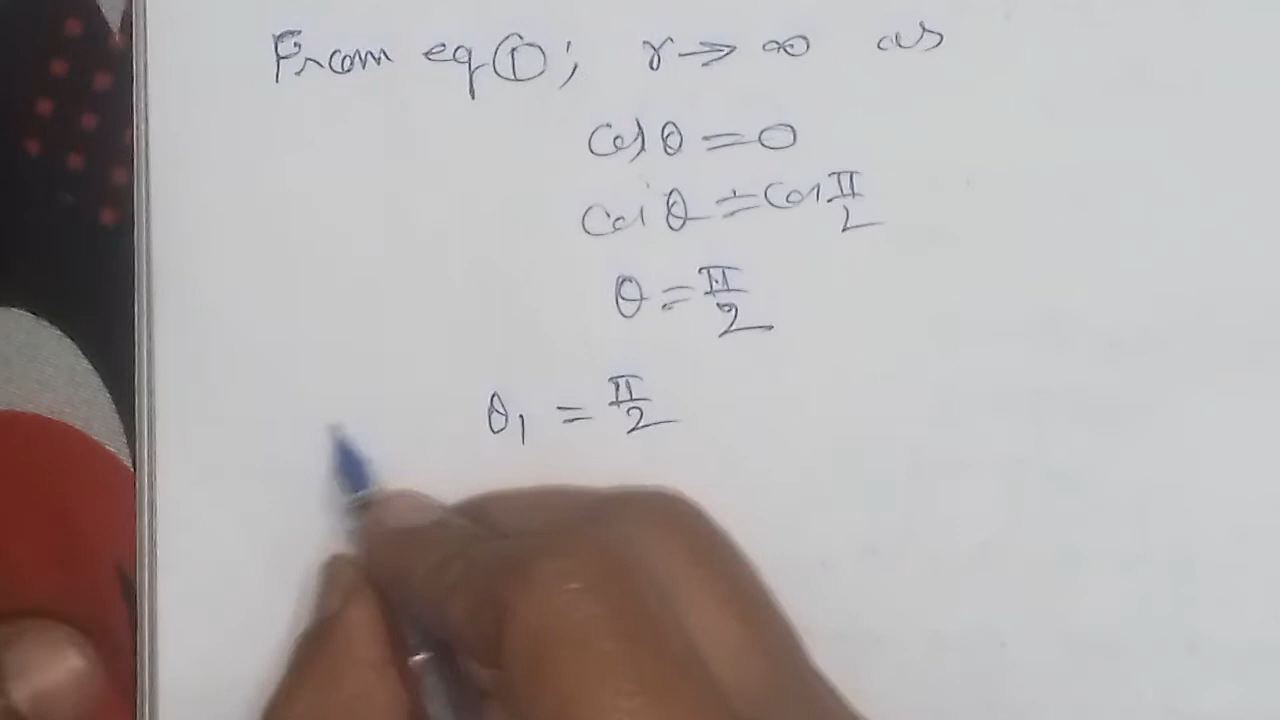 From eq ①; r → ∞ as
cos θ = 0
cos θ = cos π/2
θ = π/2
θ₁ = π/2